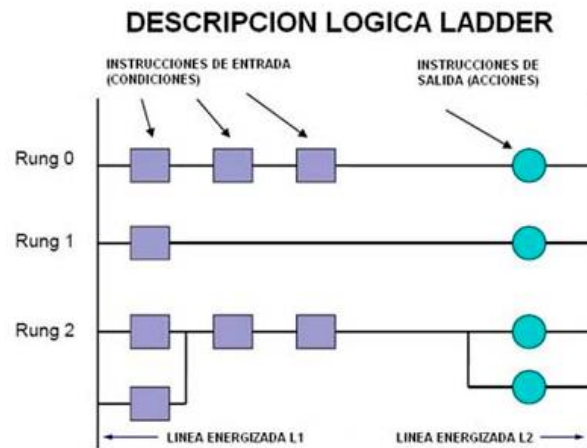 DESCRIPCION LOGICA LADDER
INSTRUCCIONES DE ENTRADA
(CONDICIONES)
INSTRUCCIONES DE
SALIDA (ACCIONES)
Rung 0
Rung 1
Rung 2
LINEA ENERGIZADA L1
LINEA ENERGIZADA L2